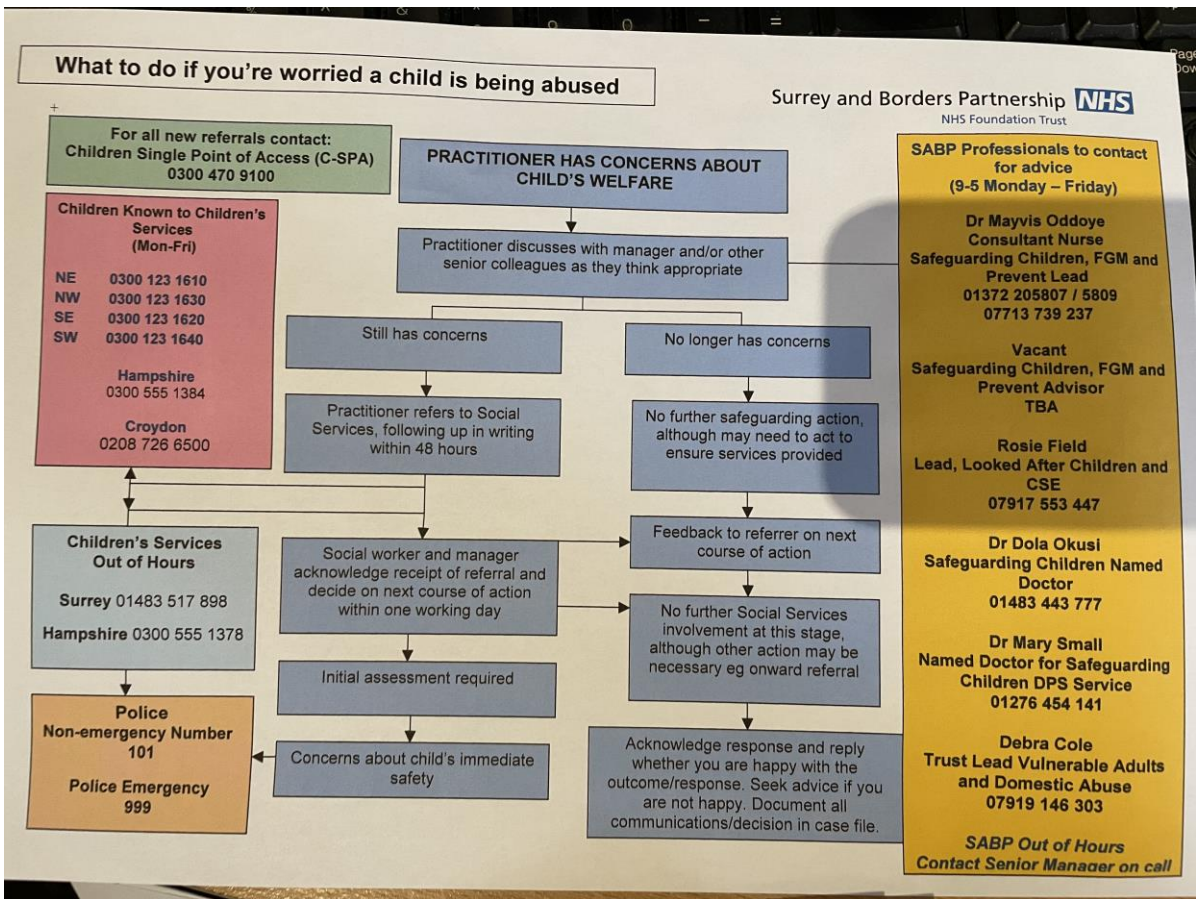 What to do if you're worried a child is being abused
Surrey and Borders Partnership NHS
NHS Foundation Trust
For all new referrals contact:
Children Single Point of Access (C-SPA)
0300 470 9100
Children Known to Children's
Services
(Mon-Fri)
NE 0300 123 1610
NW 0300 123 1630
SE 0300 123 1620
SW 0300 123 1640
Hampshire
0300 555 1384
Croydon
0208 726 6500
Children's Services
Out of Hours
Surrey 01483 517 898
Hampshire 0300 555 1378
Police
Non-emergency Number
101
Police Emergency
999
PRACTITIONER HAS CONCERNS ABOUT
CHILD'S WELFARE
Practitioner discusses with manager and/or other
senior colleagues as they think appropriate
Still has concerns
Practitioner refers to Social
Services, following up in writing
within 48 hours
Social worker and manager
acknowledge receipt of referral and
decide on next course of action
within one working day
Initial assessment required
Concerns about child's immediate
safety
No longer has concerns
No further safeguarding action,
although may need to act to
ensure services provided
Feedback to referrer on next
course of action
No further Social Services
involvement at this stage,
although other action may be
necessary eg onward referral
Acknowledge response and reply
whether you are happy with the
outcome/response. Seek advice if you
are not happy. Document all
communications/decision in case file.
SABP Professionals to contact
for advice
(9-5 Monday – Friday)
Dr Mayvis Oddoye
Consultant Nurse
Safeguarding Children, FGM and
Prevent Lead
01372 205807 / 5809
07713 739 237
Vacant
Safeguarding Children, FGM and
Prevent Advisor
TBA
Rosie Field
Lead, Looked After Children and
CSE
07917 553 447
Dr Dola Okusi
Safeguarding Children Named
Doctor
01483 443 777
Dr Mary Small
Named Doctor for Safeguarding
Children DPS Service
01276 454 141
Debra Cole
Trust Lead Vulnerable Adults
and Domestic Abuse
07919 146 303
SABP Out of Hours
Contact Senior Manager on call